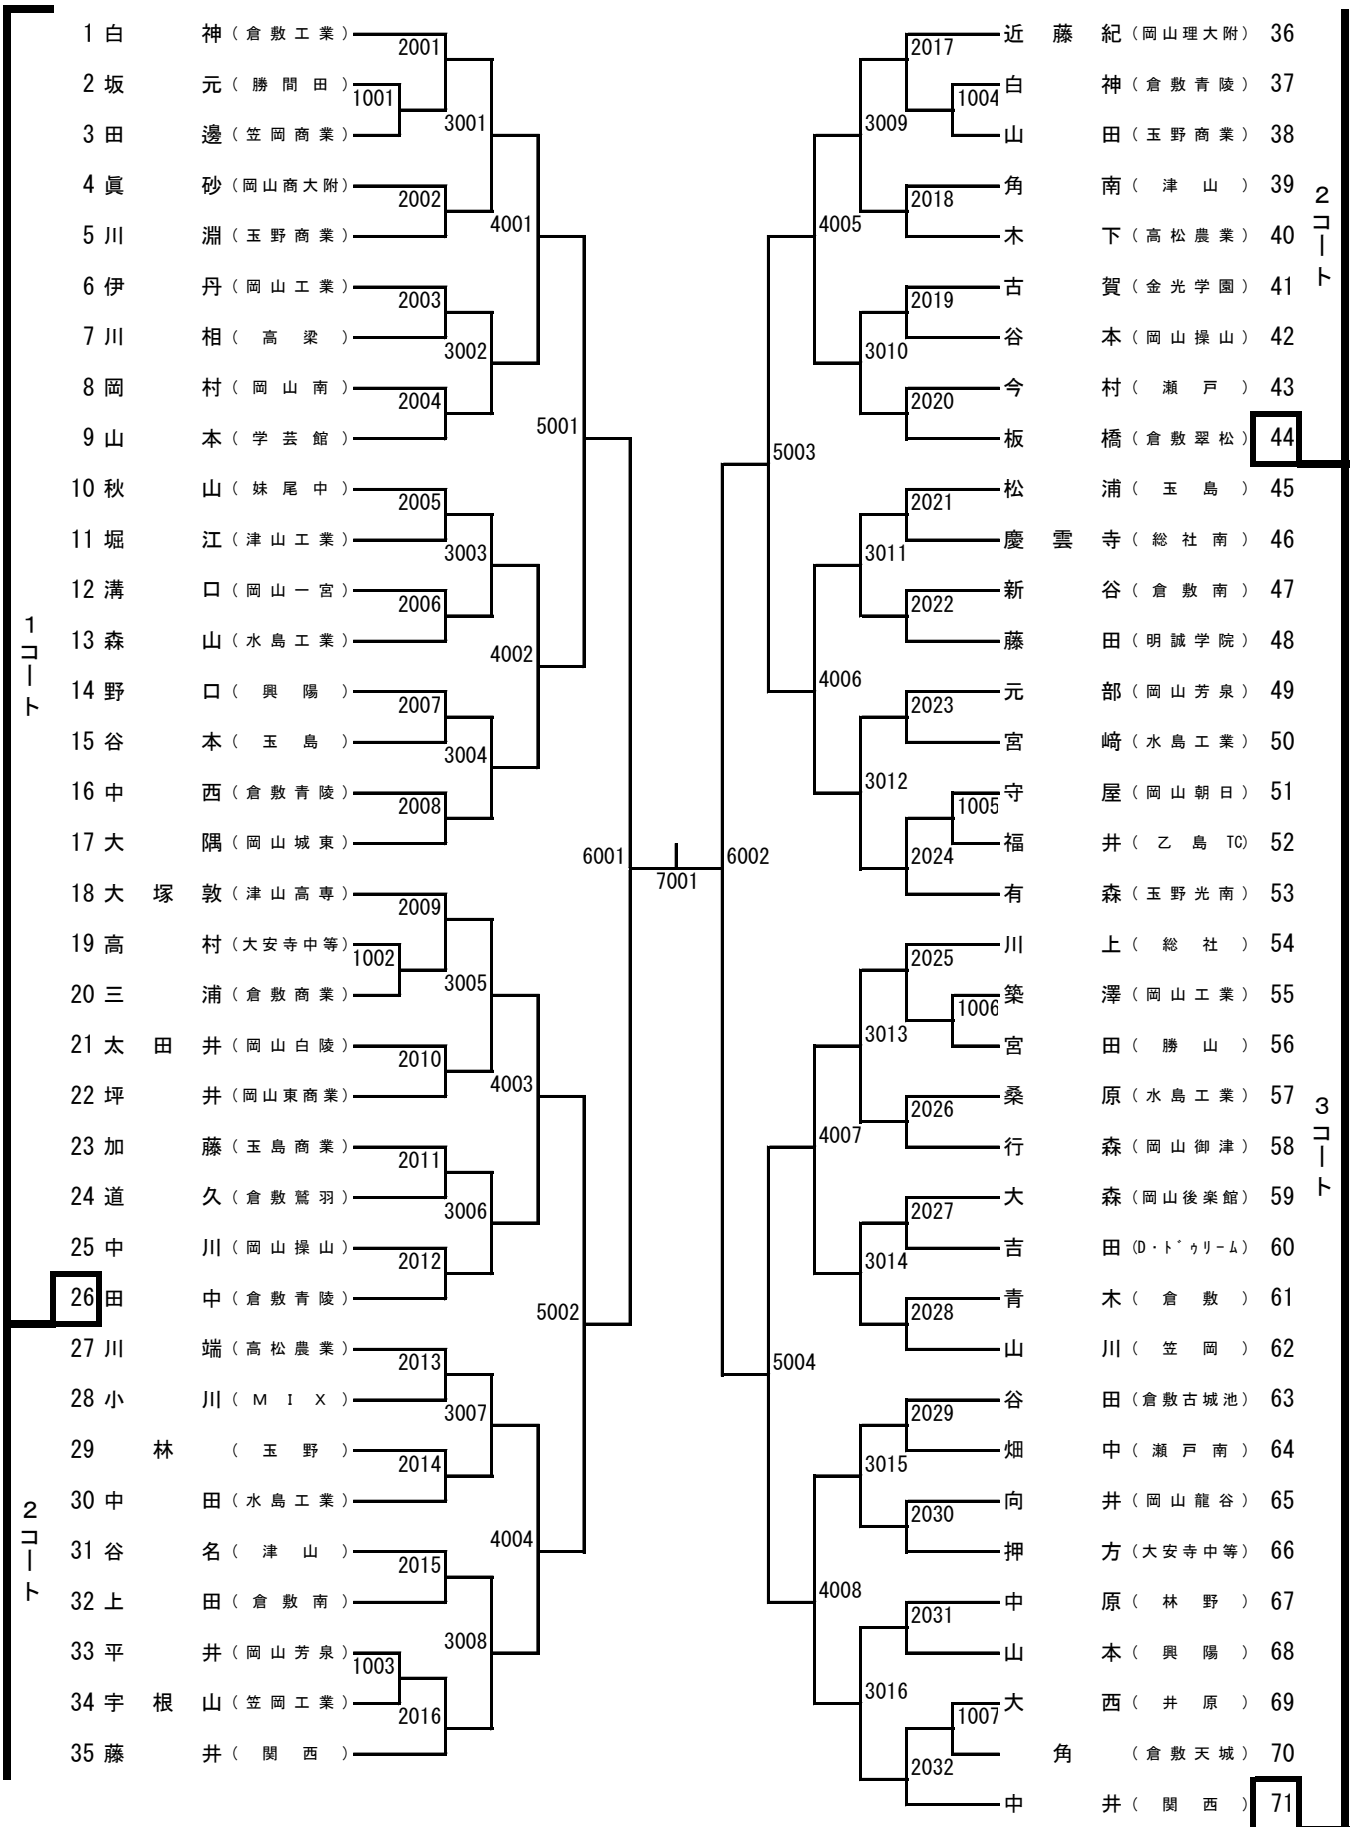 1 白 神 (倉敷工業)
2 坂 元 (勝間田)
3 田 邊 (笠岡商業)
4 眞 砂 (岡山商大附)
5 川 淵 (玉野商業)
6 伊 丹 (岡山工業)
7 川 相 (高梁)
8 岡 村 (岡山南)
9 山 本 (学芸館)
10 秋 山 (妹尾中)
11 堀 江 (津山工業)
12 溝 口 (岡山一宮)
13 森 山 (水島工業)
14 野 口 (興陽)
15 谷 本 (玉島)
16 中 西 (倉敷青陵)
17 大 隅 (岡山城東)
18 大 塚 敦 (津山高専)
19 高 村 (大安寺中等)
20 三 浦 (倉敷商業)
21 太 田 井 (岡山白陵)
22 坪 井 (岡山東商業)
23 加 藤 (玉島商業)
24 道 久 (倉敷鷲羽)
25 中 川 (岡山操山)
26 田 中 (倉敷青陵)
27 川 端 (高松農業)
28 小 川 (MIX)
29 林 (玉野)
30 中 田 (水島工業)
31 谷 名 (津山)
32 上 田 (倉敷南)
33 平 井 (岡山芳泉)
34 宇 根 山 (笠岡工業)
35 藤 井 (関西)
1コート
2コート
1001
1002
1003
2001
2002
2003
2004
2005
2006
2007
2008
2009
2010
2011
2012
2013
2014
2015
2016
3001
3002
3003
3004
3005
3006
3007
3008
4001
4002
4003
4004
5001
5002
6001
7001
6002
5003
5004
4005
4006
4007
4008
3009
3010
3011
3012
3013
3014
3015
3016
2017
2018
2019
2020
2021
2022
2023
2024
2025
2026
2027
2028
2029
2030
2031
2032
1004
1005
1006
1007
近 藤 紀 (岡山理大附) 36
白 神 (倉敷青陵) 37
山 田 (玉野商業) 38
角 南 (津山) 39
木 下 (高松農業) 40
古 賀 (金光学園) 41
谷 本 (岡山操山) 42
今 村 (瀬戸) 43
板 橋 (倉敷翠松) 44
松 浦 (玉島) 45
慶 雲 寺 (総社南) 46
新 谷 (倉敷南) 47
藤 田 (明誠学院) 48
元 部 (岡山芳泉) 49
宮 﨑 (水島工業) 50
守 屋 (岡山朝日) 51
福 井 (乙島TC) 52
有 森 (玉野光南) 53
川 上 (総社) 54
築 澤 (岡山工業) 55
宮 田 (勝山) 56
桑 原 (水島工業) 57
行 森 (岡山御津) 58
大 森 (岡山後楽館) 59
吉 田 (D・ﾄﾞｩﾘｰﾑ) 60
青 木 (倉敷) 61
山 川 (笠岡) 62
谷 田 (倉敷古城池) 63
畑 中 (瀬戸南) 64
向 井 (岡山龍谷) 65
押 方 (大安寺中等) 66
中 原 (林野) 67
山 本 (興陽) 68
大 西 (井原) 69
角 (倉敷天城) 70
中 井 (関西) 71
2コート
3コート